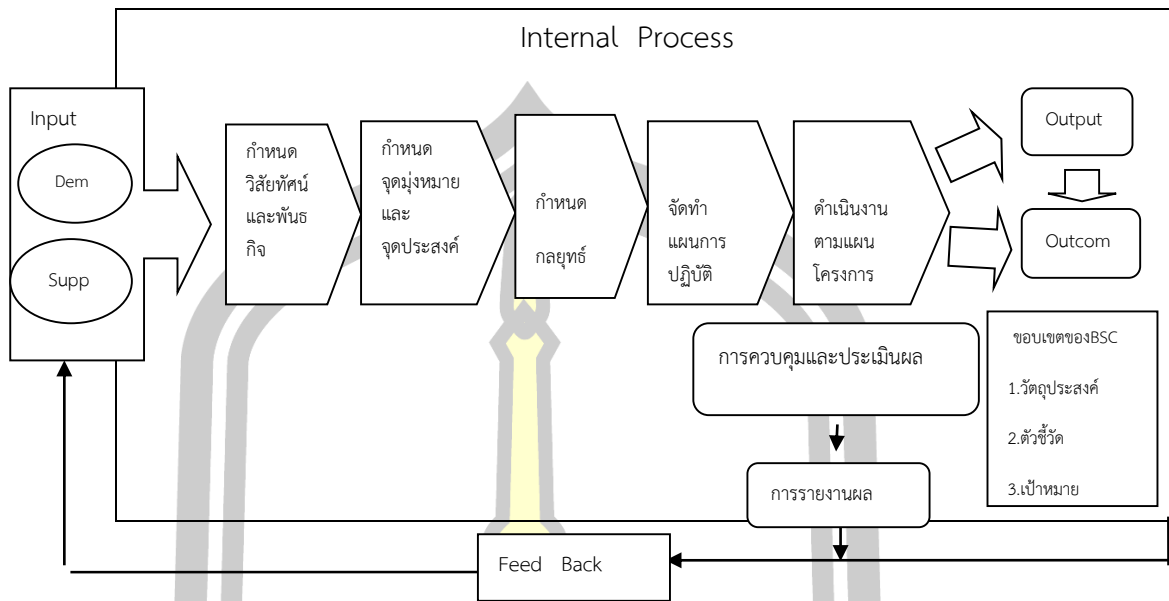 Internal Process
Input
Dem
Supp
กำหนด
วิสัยทัศน์
และพันธ
กิจ
กำหนด
จุดมุ่งหมาย
และ
จุดประสงค์
กำหนด
กลยุทธ์
จัดทำ
แผนการ
ปฏิบัติ
ดำเนินงาน
ตามแผน
โครงการ
Output
Outcom
การควบคุมและประเมินผล
การรายงานผล
ขอบเขตของBSC
1.วัตถุประสงค์
2.ตัวชี้วัด
3.เป้าหมาย
Feed Back